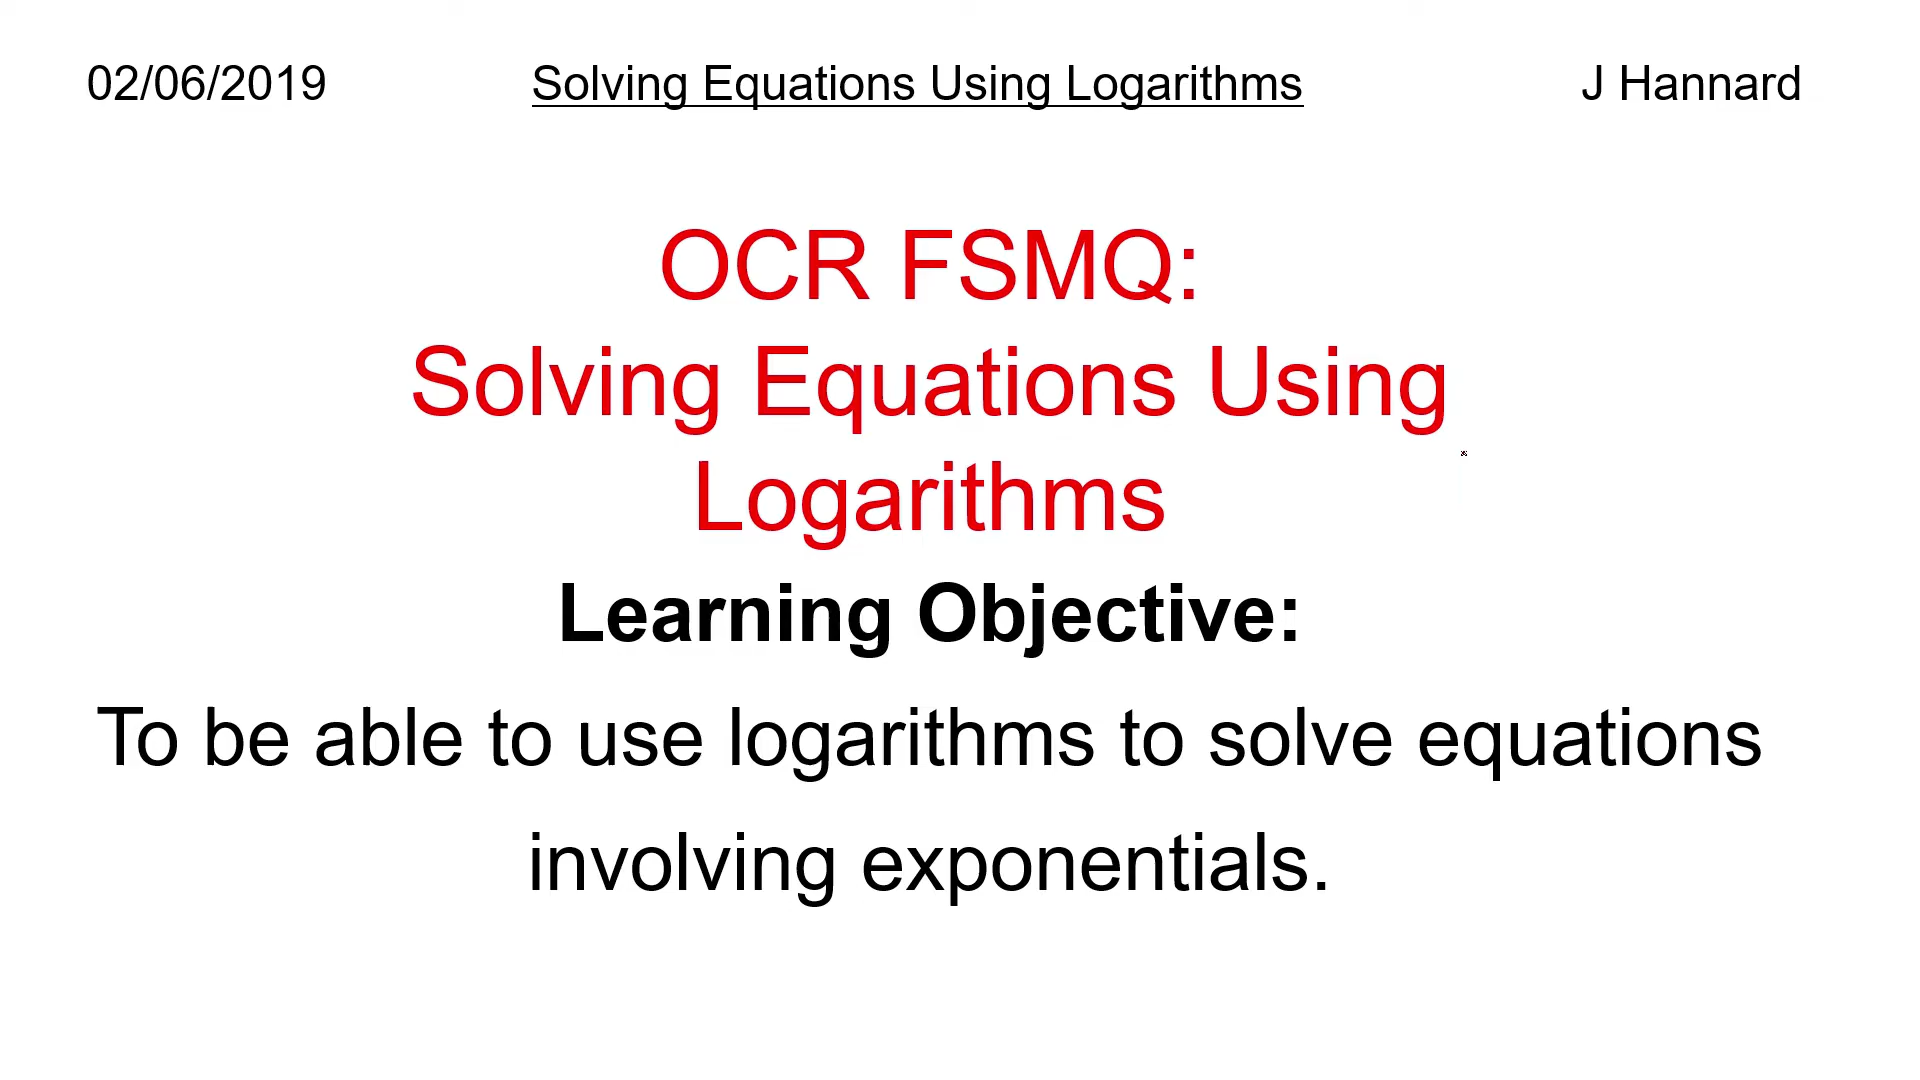 02/06/2019 Solving Equations Using Logarithms J Hannard
OCR FSMQ:
Solving Equations Using
Logarithms
Learning Objective:
To be able to use logarithms to solve equations
involving exponentials.